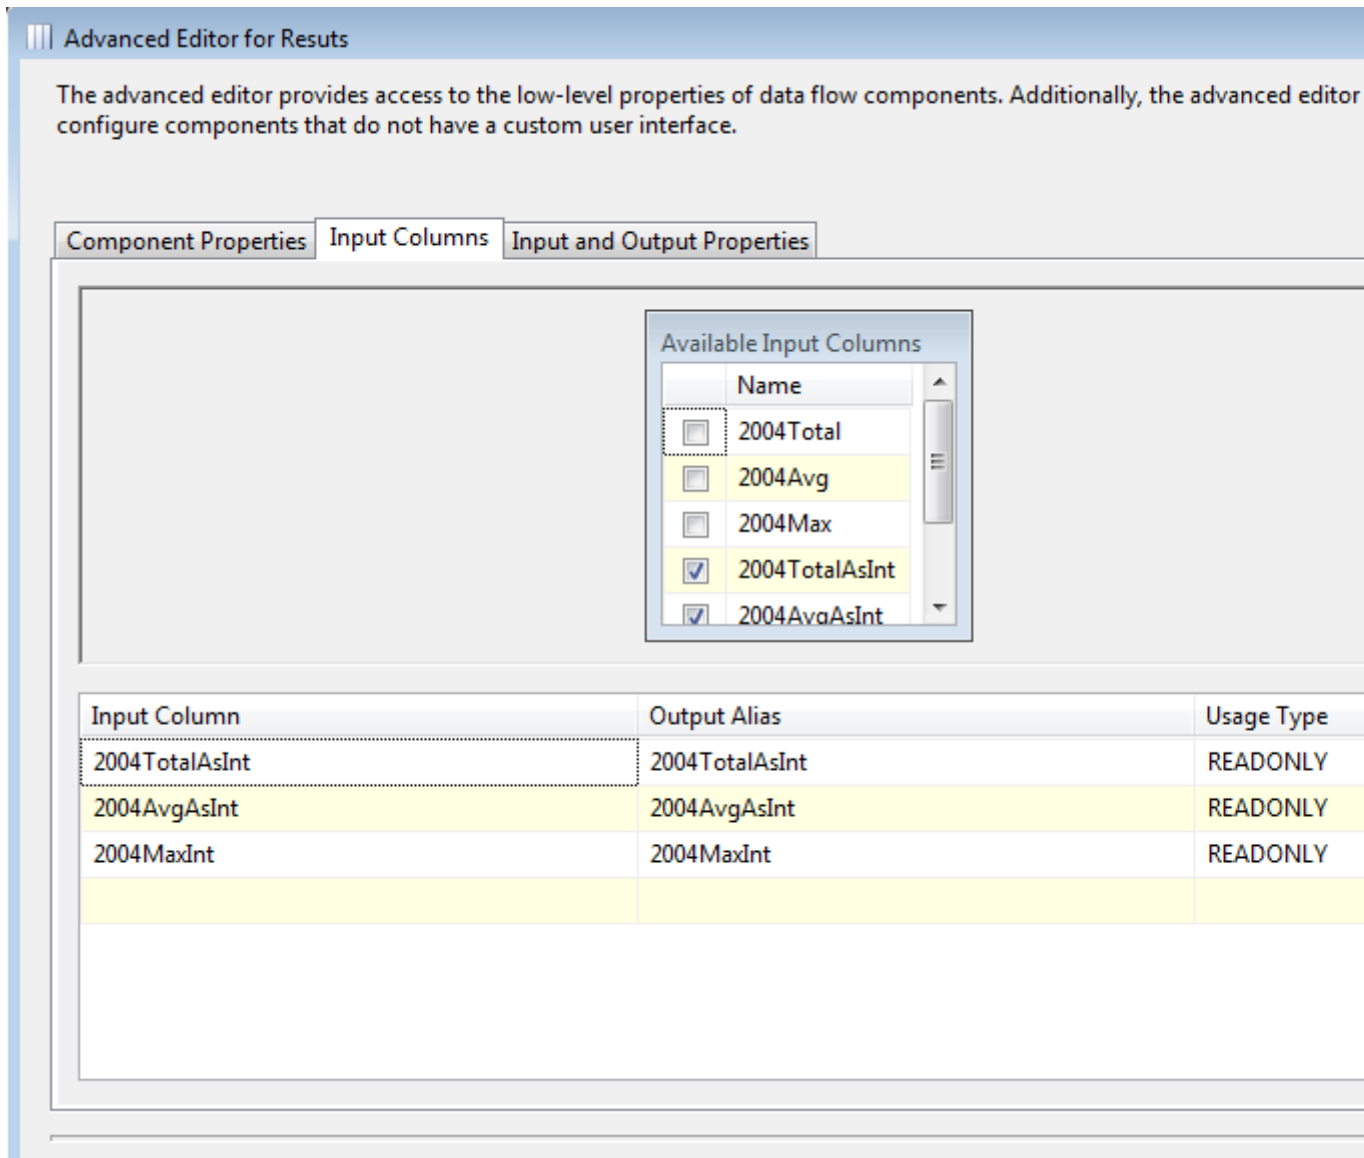 Advanced Editor for Resuts
The advanced editor provides access to the low-level properties of data flow components. Additionally, the advanced editor
configure components that do not have a custom user interface.
Component Properties Input Columns Input and Output Properties
Available Input Columns
Name
2004Total
2004Avg
2004Max
2004TotalAsInt
2004AvgAsInt
Input Column Output Alias Usage Type
2004TotalAsInt 2004TotalAsInt READONLY
2004AvgAsInt 2004AvgAsInt READONLY
2004MaxInt 2004MaxInt READONLY